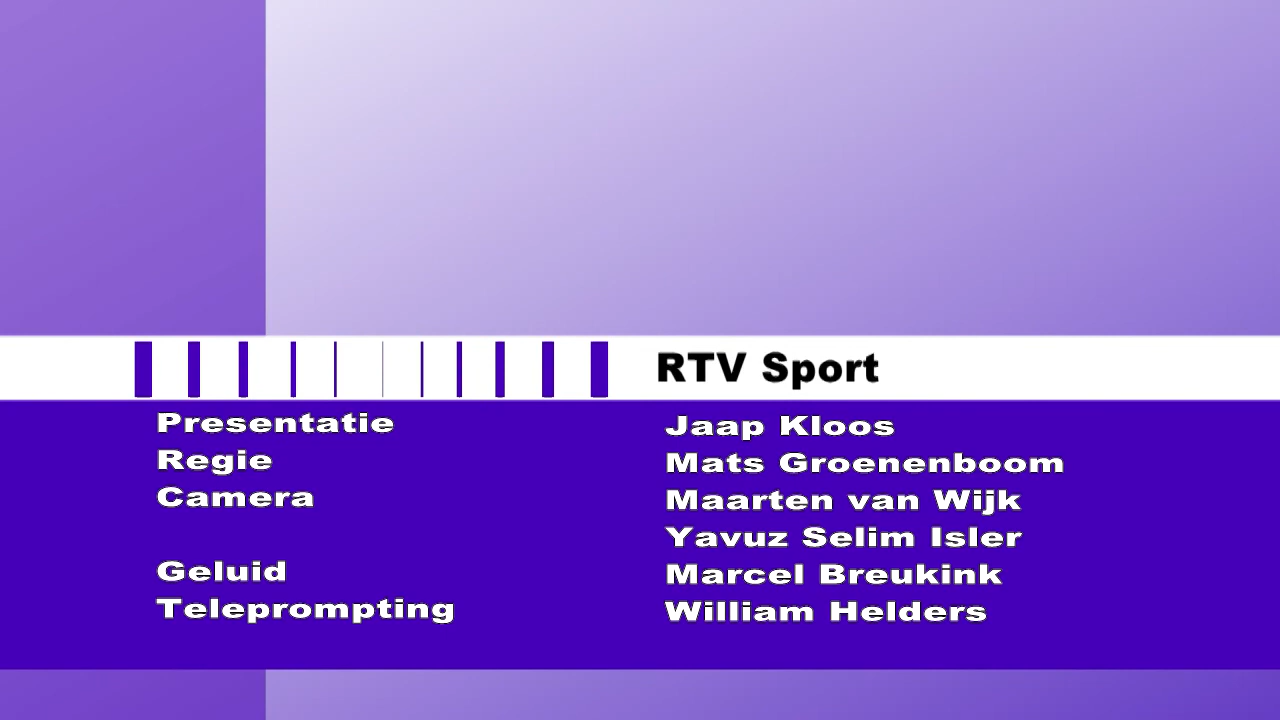 RTV Sport
Presentatie Jaap Kloos
Regie Mats Groenenboom
Camera Maarten van Wijk
Yavuz Selim Isler
Geluid Marcel Breukink
Teleprompting William Helders